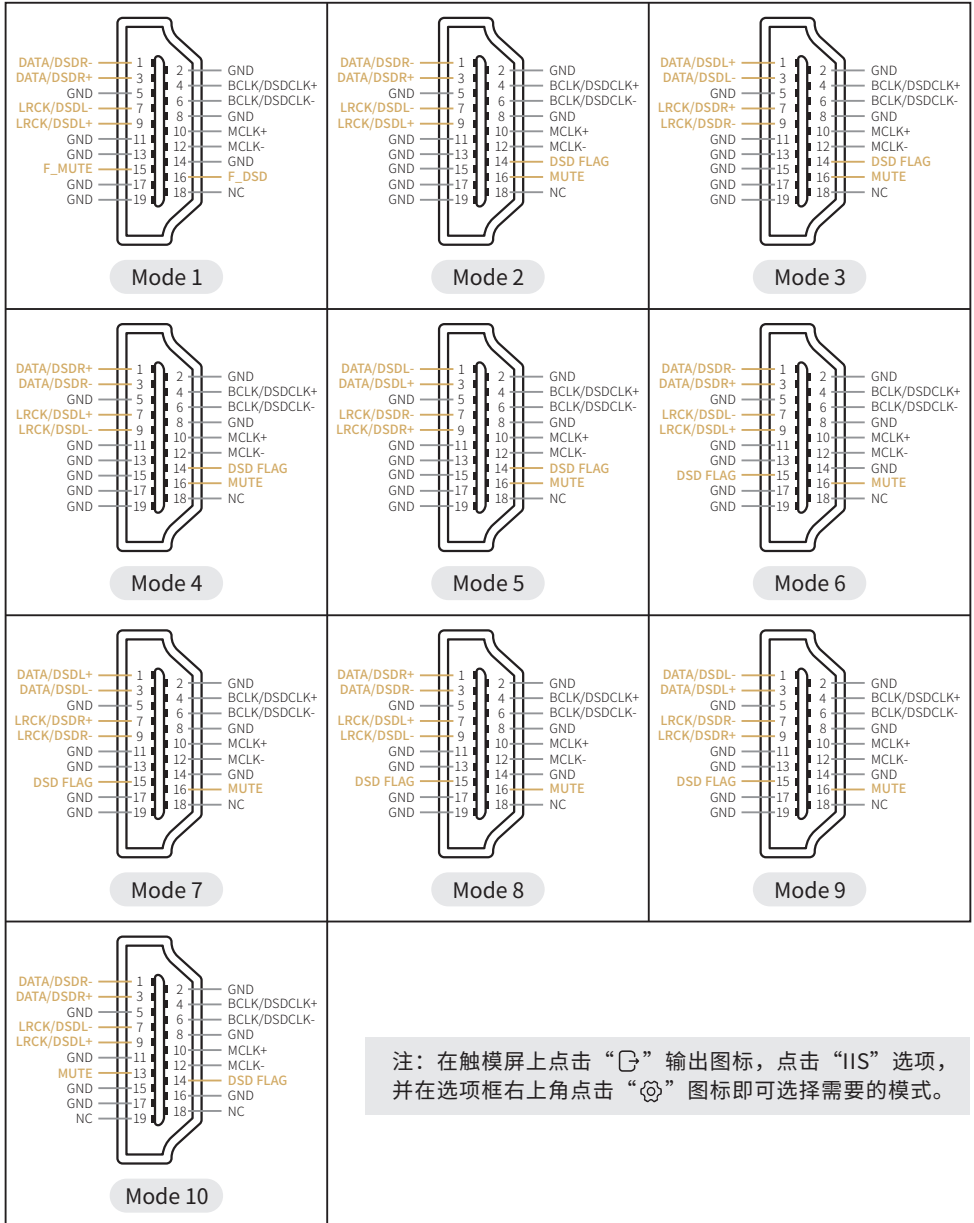 DATA/DSDR- 1
DATA/DSDR+ 3
GND 5
LRCK/DSDL- 7
LRCK/DSDL+ 9
GND 11
GND 13
F_MUTE 15
GND 17
GND 19
2 GND
4 BCLK/DSDCLK+
6 BCLK/DSDCLK-
8 GND
10 MCLK+
12 MCLK-
14 GND
16 F_DSD
18 NC
Mode 1
DATA/DSDR- 1
DATA/DSDR+ 3
GND 5
LRCK/DSDL- 7
LRCK/DSDL+ 9
GND 11
GND 13
GND 15
GND 17
GND 19
2 GND
4 BCLK/DSDCLK+
6 BCLK/DSDCLK-
8 GND
10 MCLK+
12 MCLK-
14 DSD FLAG
16 MUTE
18 NC
Mode 2
DATA/DSDL+ 1
DATA/DSDL- 3
GND 5
LRCK/DSDR+ 7
LRCK/DSDR- 9
GND 11
GND 13
GND 15
GND 17
GND 19
2 GND
4 BCLK/DSDCLK+
6 BCLK/DSDCLK-
8 GND
10 MCLK+
12 MCLK-
14 DSD FLAG
16 MUTE
18 NC
Mode 3
DATA/DSDR+ 1
DATA/DSDR- 3
GND 5
LRCK/DSDL+ 7
LRCK/DSDL- 9
GND 11
GND 13
GND 15
GND 17
GND 19
2 GND
4 BCLK/DSDCLK+
6 BCLK/DSDCLK-
8 GND
10 MCLK+
12 MCLK-
14 DSD FLAG
16 MUTE
18 NC
Mode 4
DATA/DSDL- 1
DATA/DSDL+ 3
GND 5
LRCK/DSDR- 7
LRCK/DSDR+ 9
GND 11
GND 13
GND 15
GND 17
GND 19
2 GND
4 BCLK/DSDCLK+
6 BCLK/DSDCLK-
8 GND
10 MCLK+
12 MCLK-
14 DSD FLAG
16 MUTE
18 NC
Mode 5
DATA/DSDR- 1
DATA/DSDR+ 3
GND 5
LRCK/DSDL- 7
LRCK/DSDL+ 9
GND 11
GND 13
DSD FLAG 15
GND 17
GND 19
2 GND
4 BCLK/DSDCLK+
6 BCLK/DSDCLK-
8 GND
10 MCLK+
12 MCLK-
14 GND
16 MUTE
18 NC
Mode 6
DATA/DSDL+ 1
DATA/DSDL- 3
GND 5
LRCK/DSDR+ 7
LRCK/DSDR- 9
GND 11
GND 13
DSD FLAG 15
GND 17
GND 19
2 GND
4 BCLK/DSDCLK+
6 BCLK/DSDCLK-
8 GND
10 MCLK+
12 MCLK-
14 GND
16 MUTE
18 NC
Mode 7
DATA/DSDR+ 1
DATA/DSDR- 3
GND 5
LRCK/DSDL+ 7
LRCK/DSDL- 9
GND 11
GND 13
DSD FLAG 15
GND 17
GND 19
2 GND
4 BCLK/DSDCLK+
6 BCLK/DSDCLK-
8 GND
10 MCLK+
12 MCLK-
14 GND
16 MUTE
18 NC
Mode 8
DATA/DSDL- 1
DATA/DSDL+ 3
GND 5
LRCK/DSDR- 7
LRCK/DSDR+ 9
GND 11
GND 13
DSD FLAG 15
GND 17
GND 19
2 GND
4 BCLK/DSDCLK+
6 BCLK/DSDCLK-
8 GND
10 MCLK+
12 MCLK-
14 GND
16 MUTE
18 NC
Mode 9
DATA/DSDR- 1
DATA/DSDR+ 3
GND 5
LRCK/DSDL- 7
LRCK/DSDL+ 9
GND 11
MUTE 13
GND 15
GND 17
NC 19
2 GND
4 BCLK/DSDCLK+
6 BCLK/DSDCLK-
8 GND
10 MCLK+
12 MCLK-
14 DSD FLAG
16 GND
18 NC
Mode 10
注：在触摸屏上点击“”输出图标，点击“IIS”选项，
并在选项框右上角点击“”图标即可选择需要的模式。